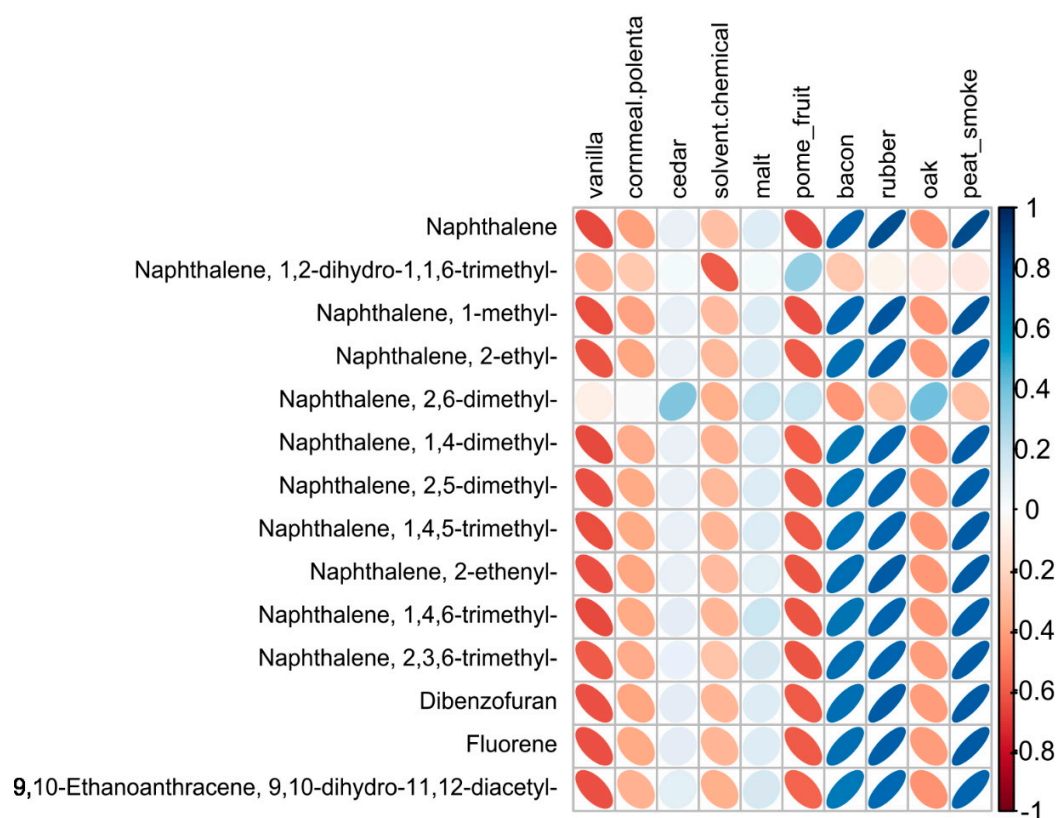 vanilla
cornmeal.polenta
cedar
solvent.chemical
malt
pome_fruit
bacon
rubber
oak
peat_smoke
Naphthalene
Naphthalene, 1,2-dihydro-1,1,6-trimethyl-
Naphthalene, 1-methyl-
Naphthalene, 2-ethyl-
Naphthalene, 2,6-dimethyl-
Naphthalene, 1,4-dimethyl-
Naphthalene, 2,5-dimethyl-
Naphthalene, 1,4,5-trimethyl-
Naphthalene, 2-ethenyl-
Naphthalene, 1,4,6-trimethyl-
Naphthalene, 2,3,6-trimethyl-
Dibenzofuran
Fluorene
9,10-Ethanoanthracene, 9,10-dihydro-11,12-diacetyl-
1
0.8
0.6
0.4
0.2
0
-0.2
-0.4
-0.6
-0.8
-1